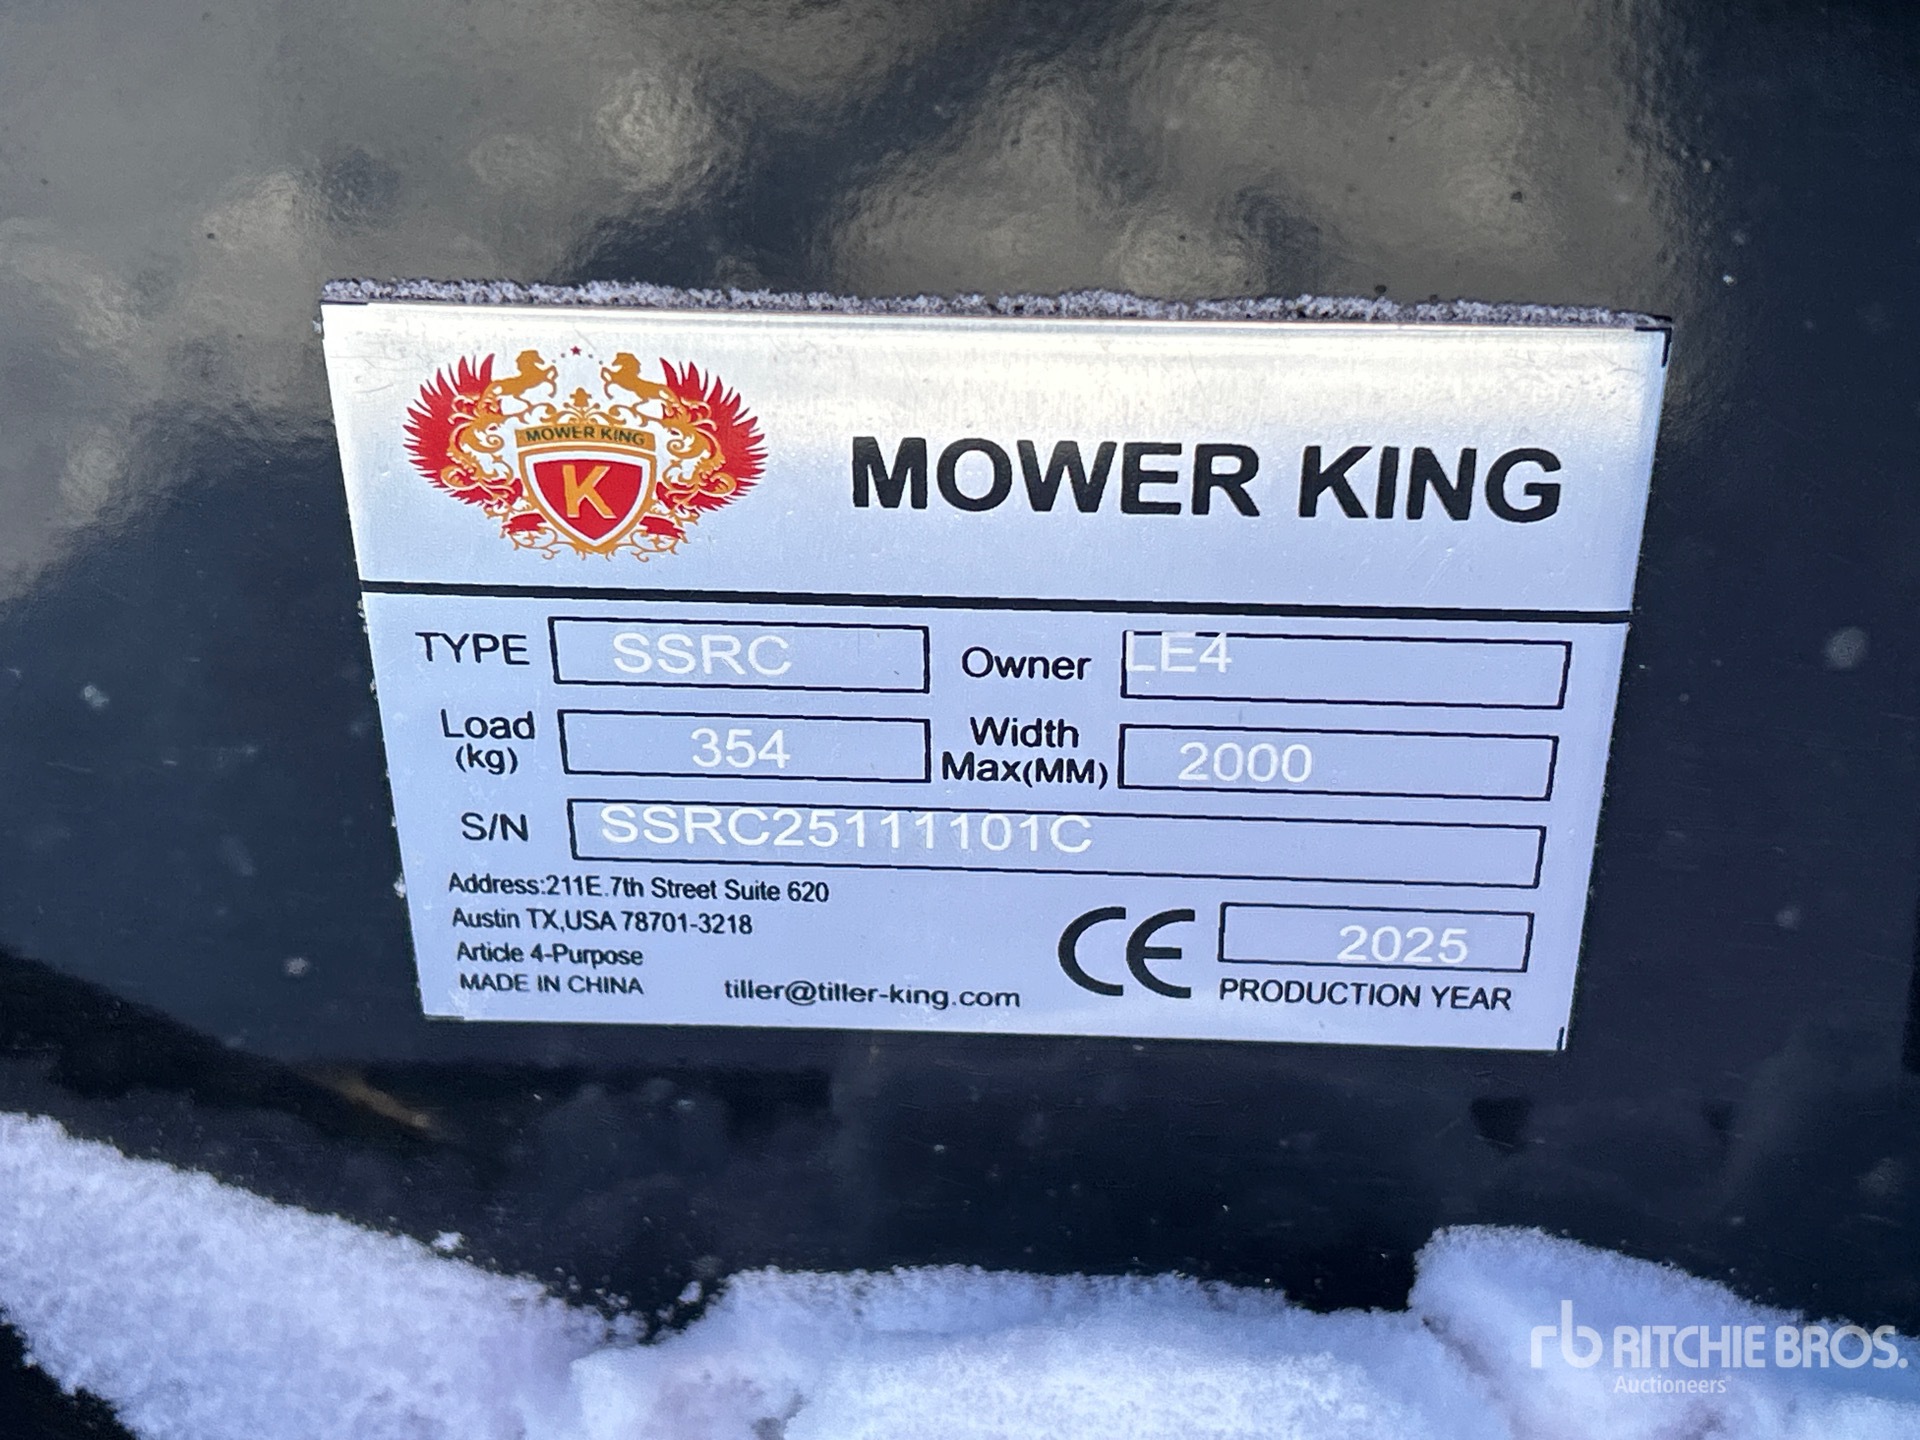 MOWER KING
K
MOWER KING
TYPE SSRC Owner LE4
Load (kg) 354 Width Max(MM) 2000
S/N SSRC25111101C
Address:211E.7th Street Suite 620
Austin TX,USA 78701-3218
Article 4-Purpose
MADE IN CHINA
tiller@tiller-king.com
CE 2025
PRODUCTION YEAR
rb RITCHIE BROS.
Auctioneers